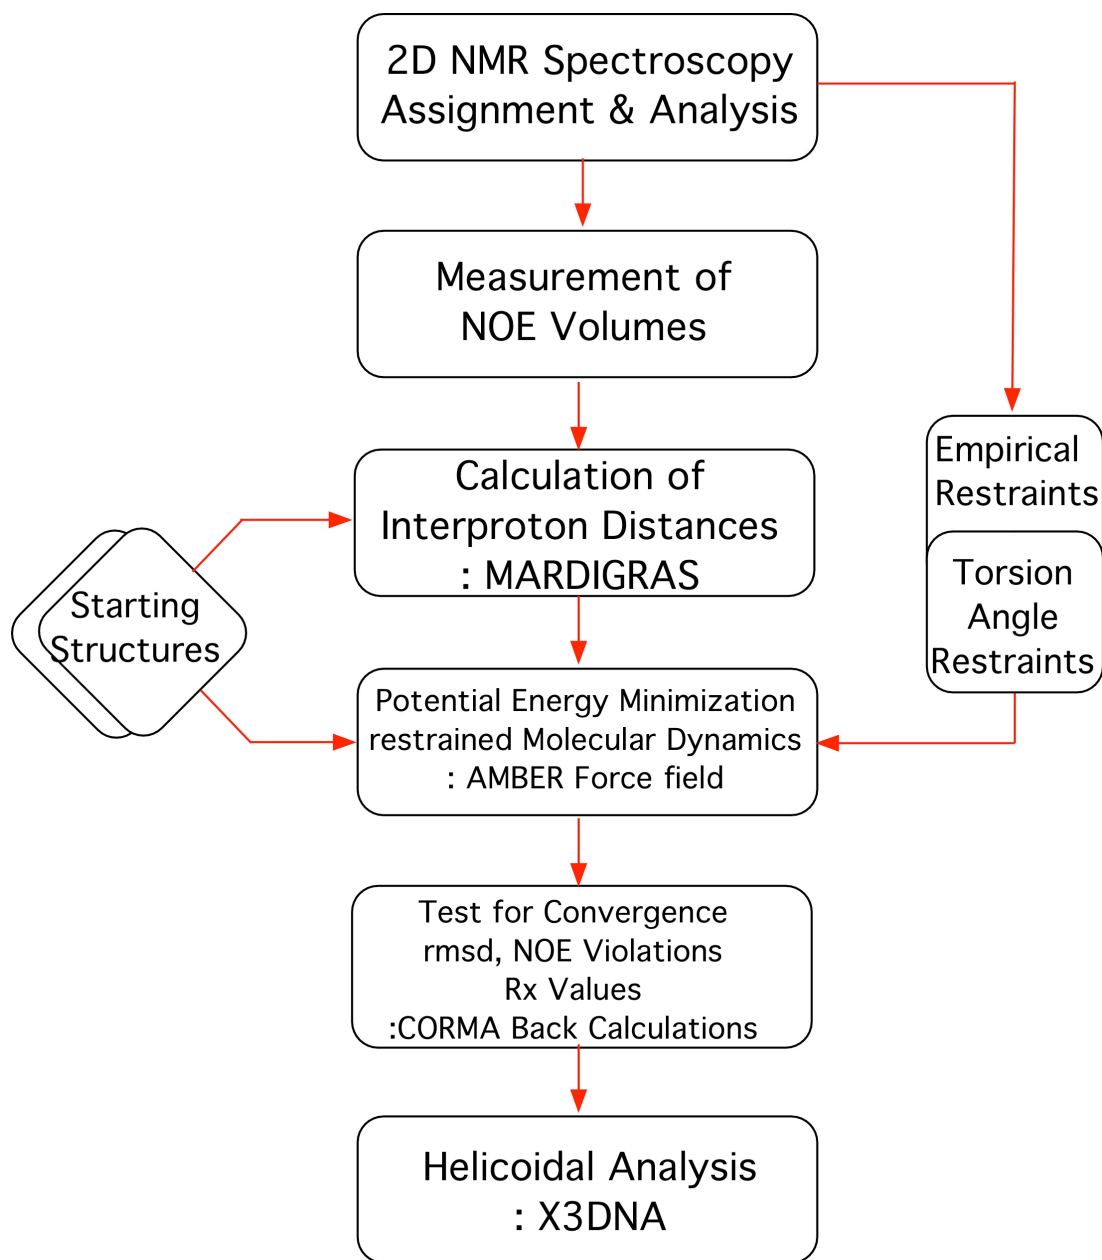 2D NMR Spectroscopy
Assignment & Analysis
Measurement of
NOE Volumes
Calculation of
Interproton Distances
: MARDIGRAS
Empirical
Restraints
Torsion
Angle
Restraints
Starting
Structures
Potential Energy Minimization
restrained Molecular Dynamics
: AMBER Force field
Test for Convergence
rmsd, NOE Violations
Rx Values
:CORMA Back Calculations
Helicoidal Analysis
: X3DNA